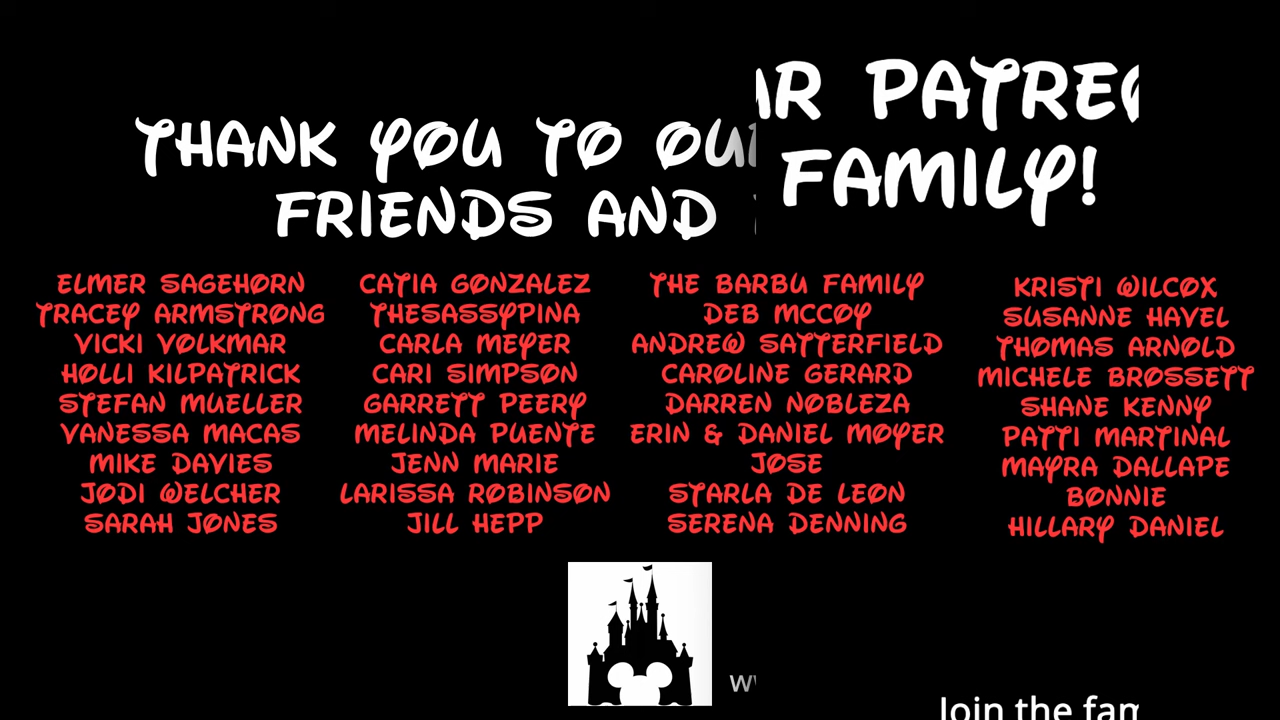 THANK YOU TO OUR PATREO
FRIENDS AND FAMILY!
ELMER SAGEHORN
TRACEY ARMSTRONG
VICKI VOLKMAR
HOLLI KILPATRICK
STEFAN MUELLER
VANESSA MACAS
MIKE DAVIES
JODI WELCHER
SARAH JONES
CATIA GONZALEZ
THESASSYPINA
CARLA MEYER
CARI SIMPSON
GARRETT PEERY
MELINDA PUENTE
JENN MARIE
LARISSA ROBINSON
JILL HEPP
THE BARBU FAMILY
DEB MCCOY
ANDREW SATTERFIELD
CAROLINE GERARD
DARREN NOBLEZA
ERIN & DANIEL MOYER
JOSE
STARLA DE LEON
SERENA DENNING
KRISTI WILCOX
SUSANNE HAVEL
THOMAS ARNOLD
MICHELE BROSSETT
SHANE KENNY
PATTI MARTINAL
MAYRA DALLAPE
BONNIE
HILLARY DANIEL
Join the fam